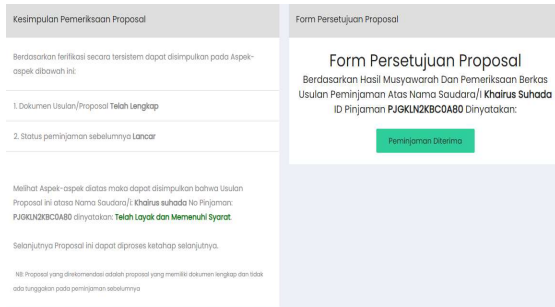 Kesimpulan Pemeriksaan Proposal
Berdasarkan ferifikasi secara tersistem dapat disimpulkan pada Aspek-
aspek dibawah ini:
1. Dokumen Usulan/Proposal Telah Lengkap
2. Status peminjaman sebelumnya Lancar
Melihat Aspek-aspek diatas maka dapat disimpulkan bahwa Usulan
Proposal ini atasa Nama Saudara/i: Khairus suhada No Pinjaman:
PJGKLN2KBC0A80 dinyatakan: Telah Layak dan Memenuhi Syarat.
Selanjutnya Proposal ini dapat diproses ketahap selanjutnya.
NB: Proposal yang direkomendasi adalah proposal yang memiliki dokumen lengkap dan tidak
ada tunggakan pada peminjaman sebelumnya
Form Persetujuan Proposal
Form Persetujuan Proposal
Berdasarkan Hasil Musyawarah Dan Pemeriksaan Berkas
Usulan Peminjaman Atas Nama Saudara/I Khairus Suhada
ID Pinjaman PJGKLN2KBC0A80 Dinyatakan:
Peminjaman Diterima